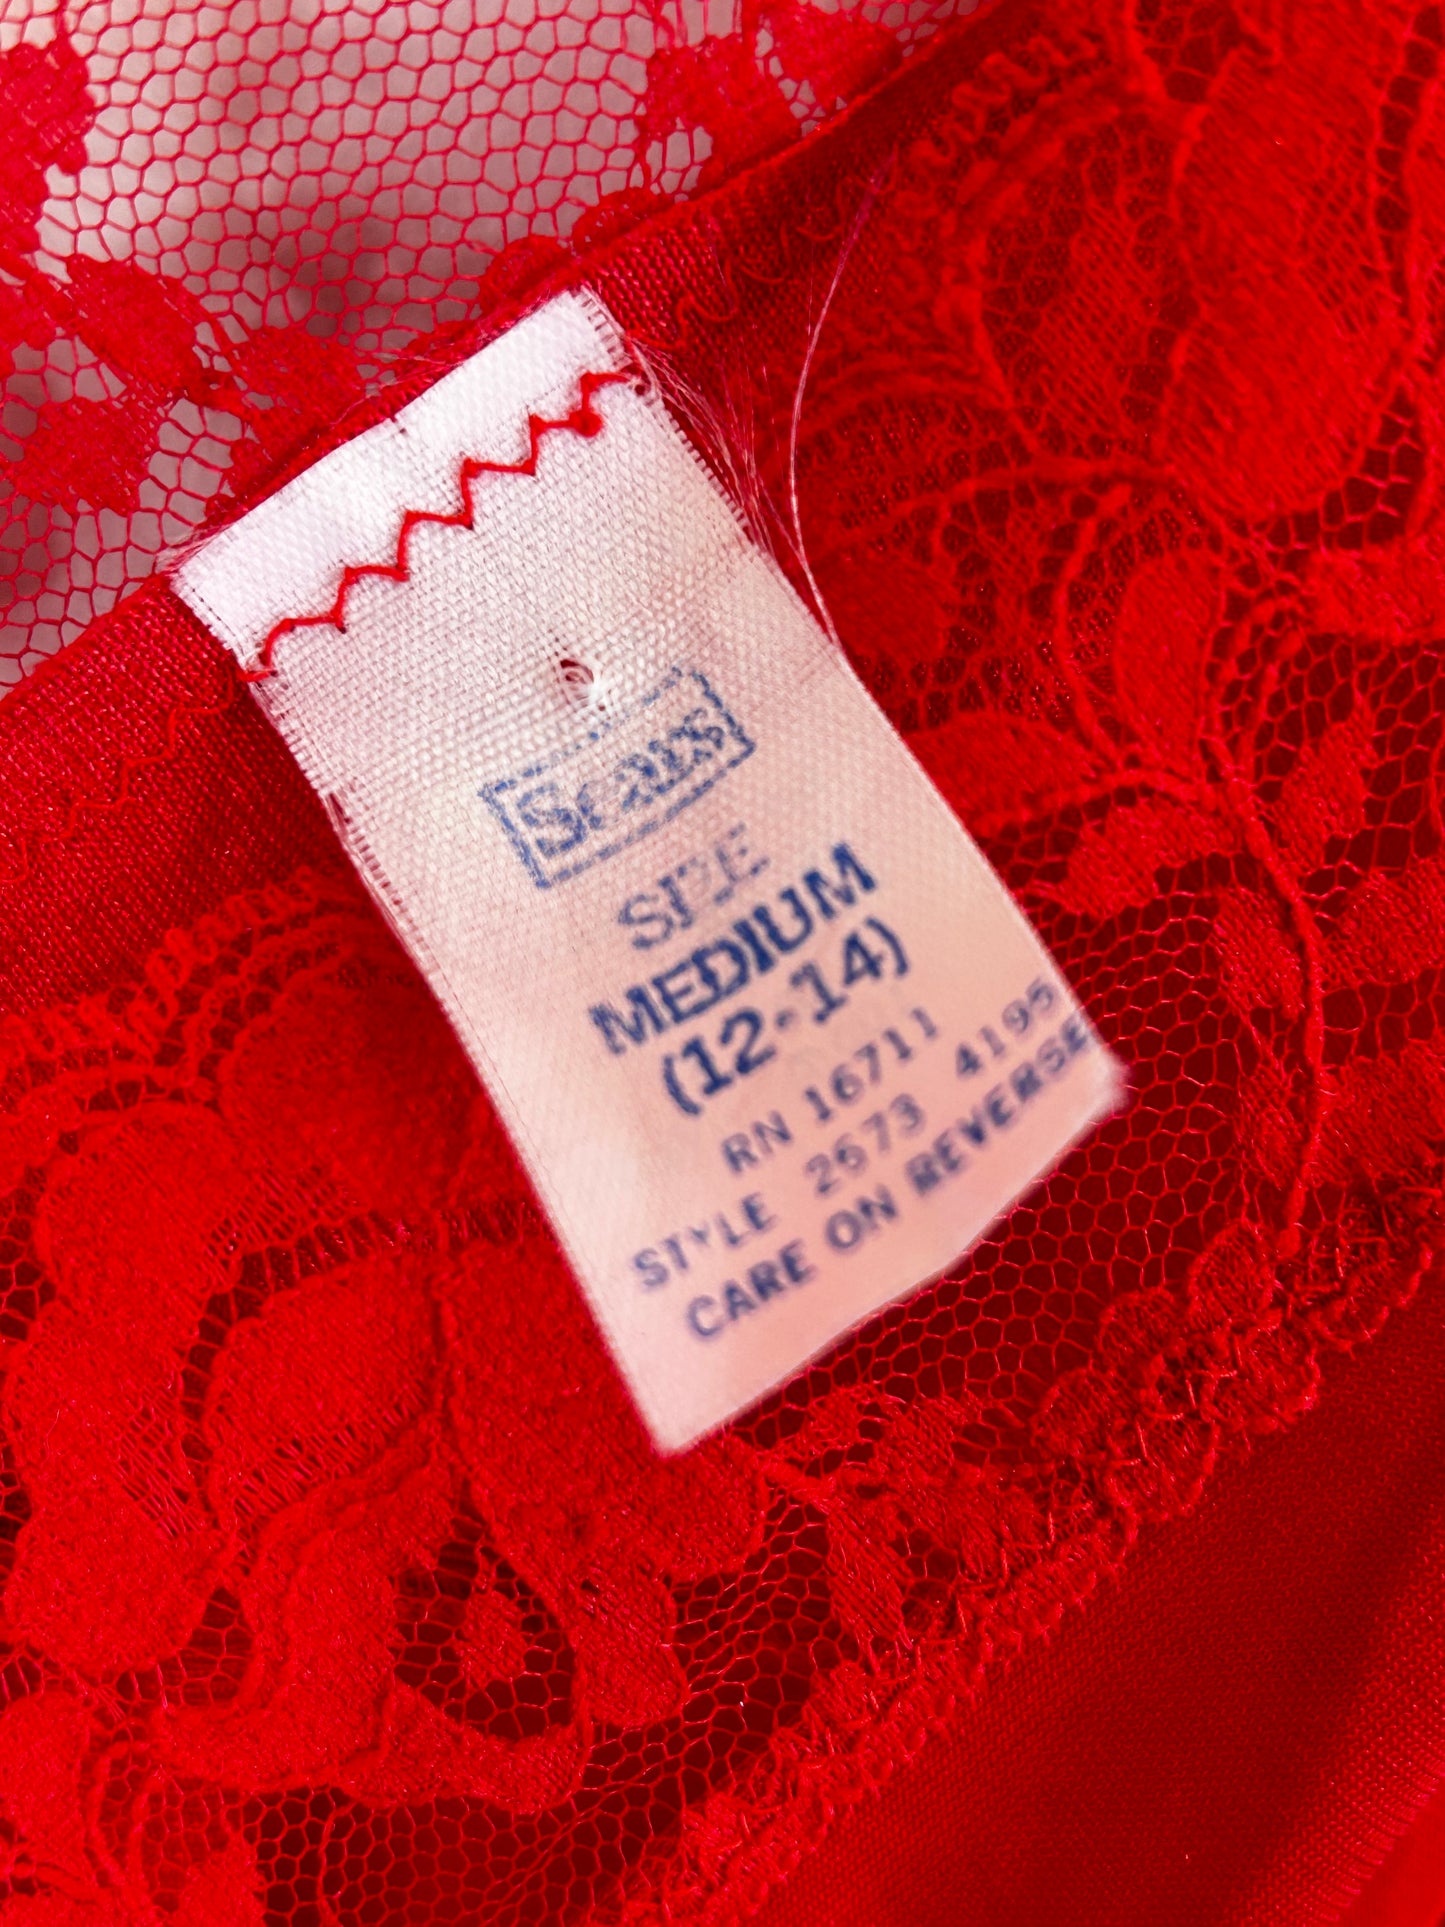 Sears
SIZE
MEDIUM
(12-14)
RN 16711
STYLE 2673 4195
CARE ON REVERSE